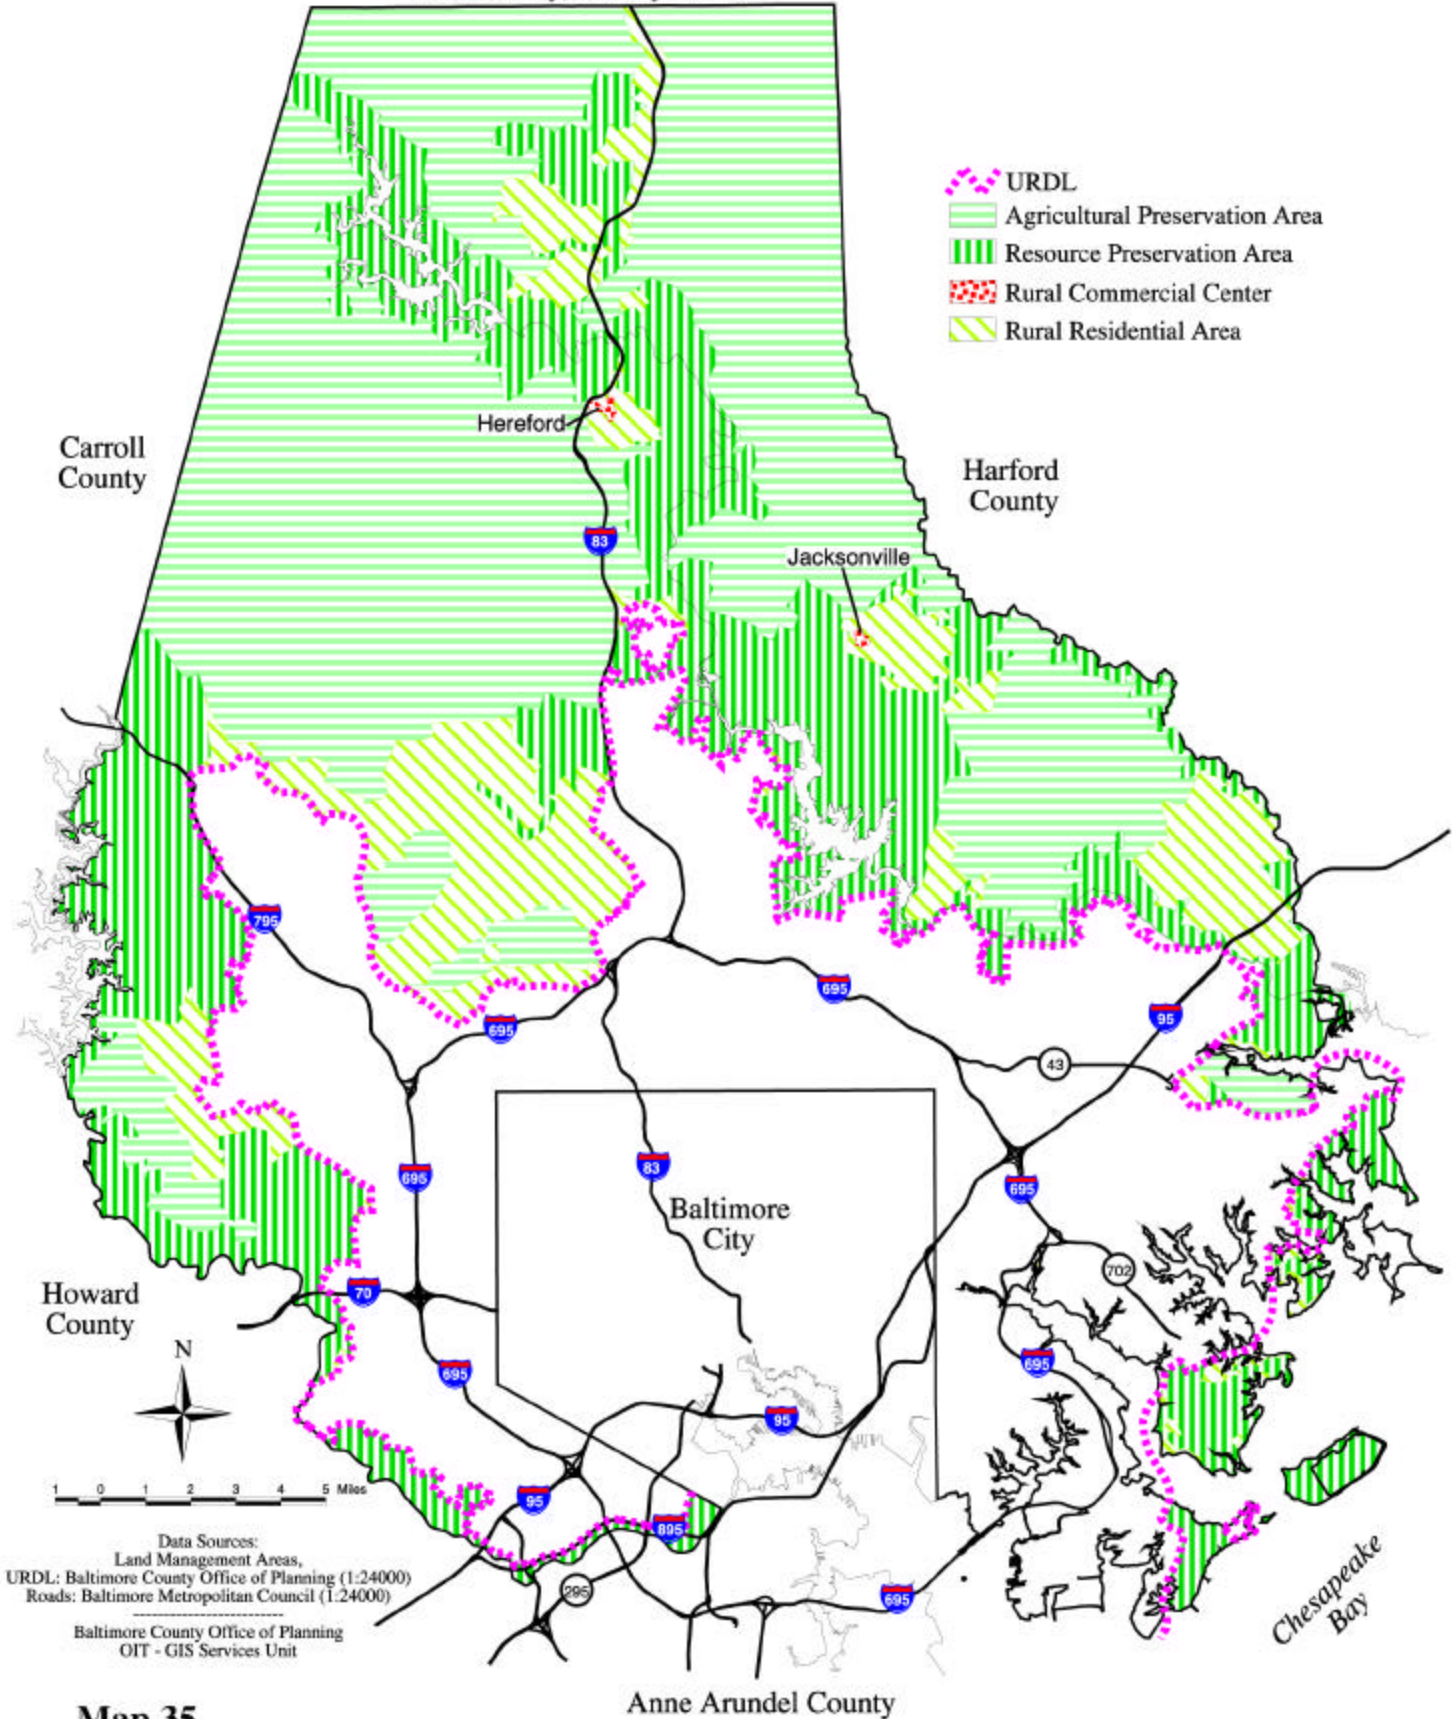 URDL
Agricultural Preservation Area
Resource Preservation Area
Rural Commercial Center
Rural Residential Area
Hereford
Carroll
County
Harford
County
83
Jacksonville
795
695
695
95
43
695
83
695
Baltimore
City
702
Howard
County
70
N
695
695
95
1 0 1 2 3 4 5 Miles
95
895
Data Sources:
Land Management Areas,
URDL: Baltimore County Office of Planning (1:24000)
Roads: Baltimore Metropolitan Council (1:24000)
-------------------------
Baltimore County Office of Planning
OIT - GIS Services Unit
295
695
Chesapeake
Bay
Anne Arundel County
Map 35